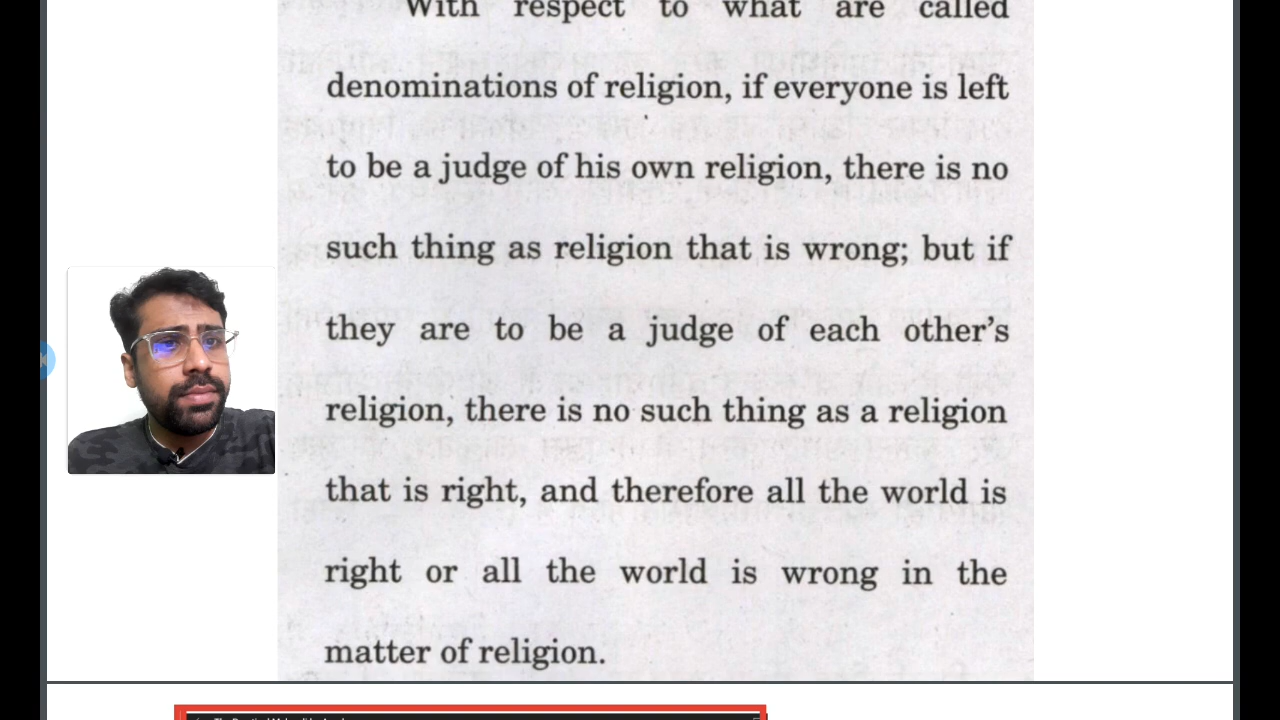 With respect to what are called
denominations of religion, if everyone is left
to be a judge of his own religion, there is no
such thing as religion that is wrong; but if
they are to be a judge of each other's
religion, there is no such thing as a religion
that is right, and therefore all the world is
right or all the world is wrong in the
matter of religion.